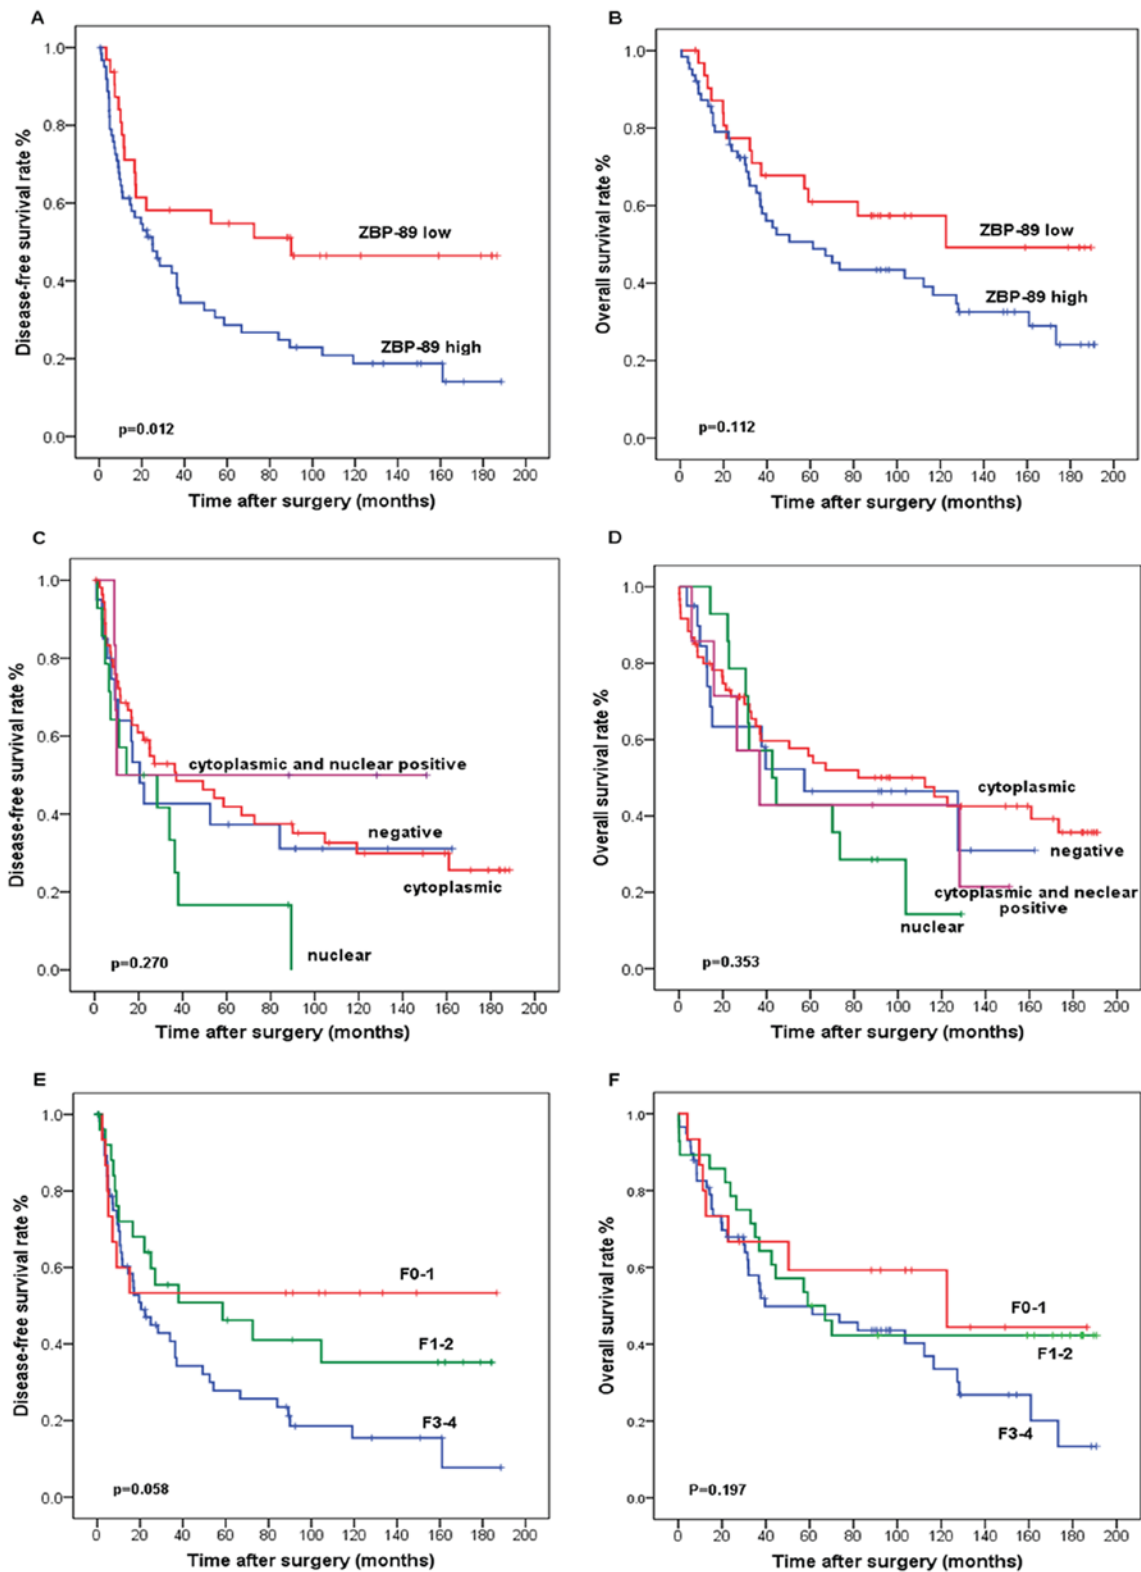 A
Disease-free survival rate %
1.0
0.8
0.6
0.4
0.2
0.0
ZBP-89 low
ZBP-89 high
p=0.012
0 20 40 60 80 100 120 140 160 180 200
Time after surgery (months)
B
Overall survival rate %
1.0
0.8
0.6
0.4
0.2
0.0
ZBP-89 low
ZBP-89 high
p=0.112
0 20 40 60 80 100 120 140 160 180 200
Time after surgery (months)
C
Disease-free survival rate %
1.0
0.8
0.6
0.4
0.2
0.0
cytoplasmic and nuclear positive
negative
cytoplasmic
nuclear
p=0.270
0 20 40 60 80 100 120 140 160 180 200
Time after surgery (months)
D
Overall survival rate %
1.0
0.8
0.6
0.4
0.2
0.0
cytoplasmic
negative
cytoplasmic and neclear
positive
nuclear
p=0.353
0 20 40 60 80 100 120 140 160 180 200
Time after surgery (months)
E
Disease-free survival rate %
1.0
0.8
0.6
0.4
0.2
0.0
F0-1
F1-2
F3-4
p=0.058
0 20 40 60 80 100 120 140 160 180 200
Time after surgery (months)
F
Overall survival rate %
1.0
0.8
0.6
0.4
0.2
0.0
F0-1
F1-2
F3-4
P=0.197
0 20 40 60 80 100 120 140 160 180 200
Time after surgery (months)